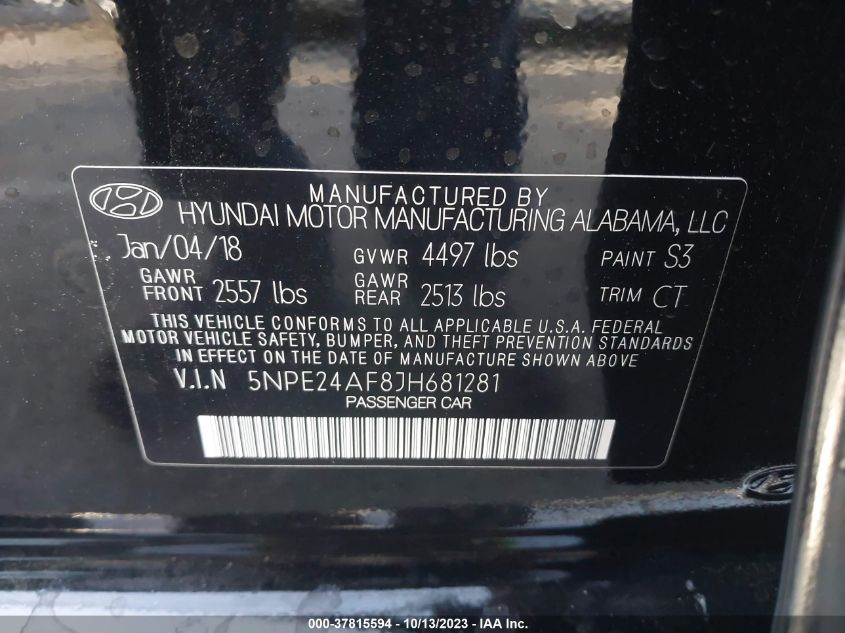 MANUFACTURED BY
HYUNDAI MOTOR MANUFACTURING ALABAMA, LLC
Jan/04/18 GVWR 4497 lbs PAINT S3
GAWR FRONT 2557 lbs GAWR REAR 2513 lbs TRIM CT
THIS VEHICLE CONFORMS TO ALL APPLICABLE U.S.A. FEDERAL
MOTOR VEHICLE SAFETY, BUMPER, AND THEFT PREVENTION STANDARDS
IN EFFECT ON THE DATE OF MANUFACTURE SHOWN ABOVE
V.I.N 5NPE24AF8JH681281
PASSENGER CAR
000-37815594 - 10/13/2023 - IAA Inc.